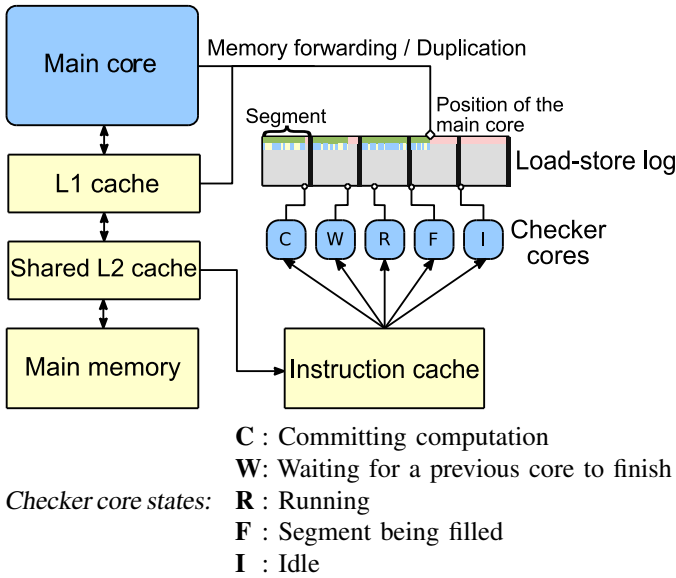 Main core
Memory forwarding / Duplication
Segment
Position of the
main core
L1 cache
Load-store log
C W R F I
Checker
cores
Shared L2 cache
Main memory
Instruction cache
C : Committing computation
W: Waiting for a previous core to finish
Checker core states: R : Running
F : Segment being filled
I : Idle